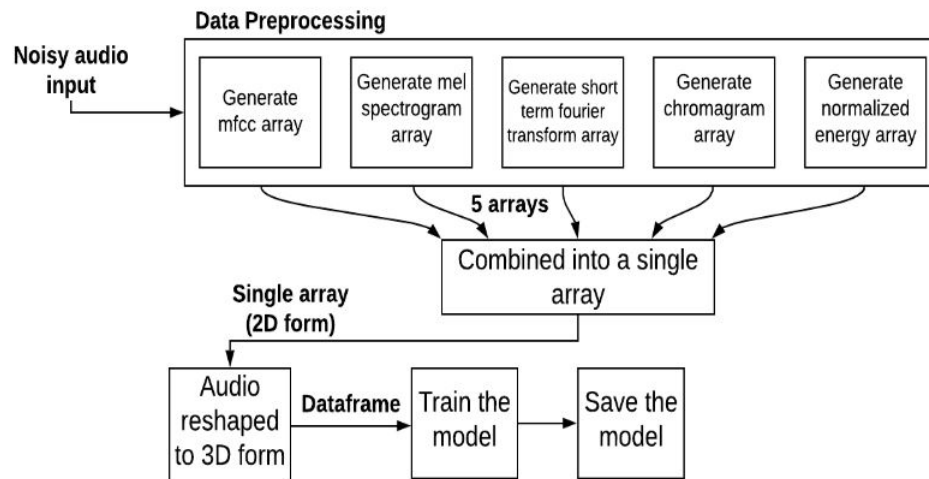 Data Preprocessing
Noisy audio
input
Generate
mfcc array
Generate mel
spectrogram
array
Generate short
term fourier
transform array
Generate
chromagram
array
Generate
normalized
energy array
5 arrays
Combined into a single
array
Single array
(2D form)
Audio
reshaped
to 3D form
Dataframe
Train the
model
Save the
model